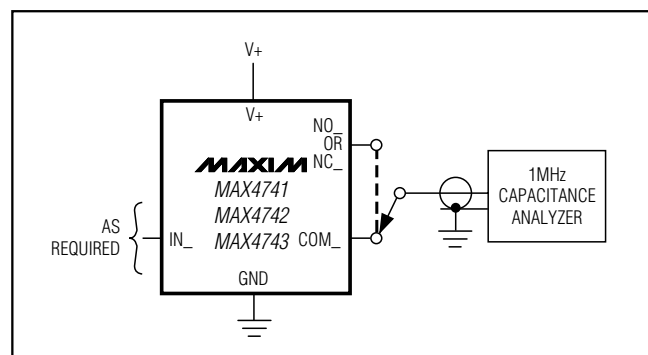 V+
V+
NO_
OR
NC_
MAXIM
MAX4741
MAX4742
MAX4743
COM_
IN_
AS
REQUIRED
GND
1MHz
CAPACITANCE
ANALYZER